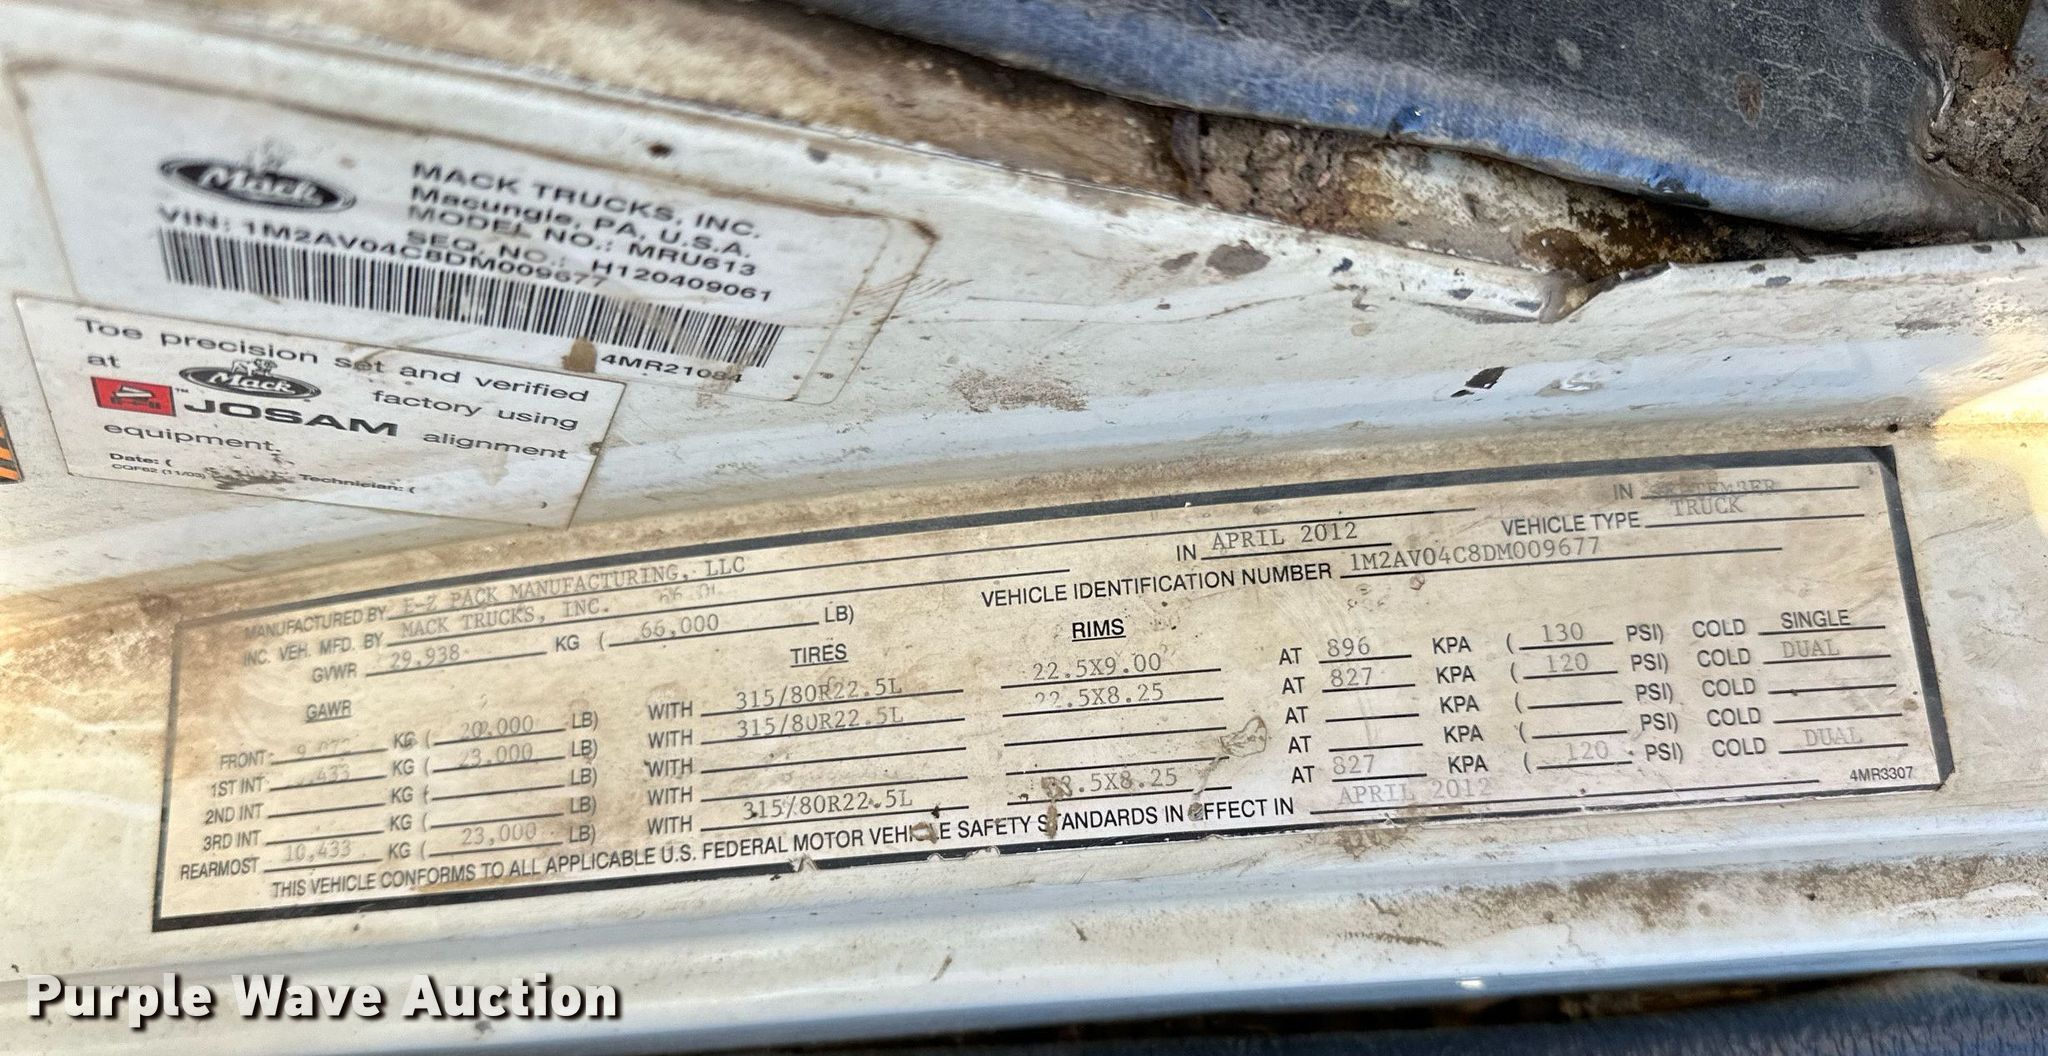 Mack
MACK TRUCKS, INC.
Macungie, PA, U.S.A.
MODEL NO.: MRU613
SEQ. NO.: H120409061
VIN: 1M2AV04C8DM009677
4MR21084
Toe precision set and verified
at Mack factory using
JOSAM alignment
equipment.
Date: (
Technician: (
CQF62 (11/03)
MANUFACTURED BY E-Z PACK MANUFACTURING, LLC IN SEPTEMBER
INC. VEH. MFD. BY MACK TRUCKS, INC. IN APRIL 2012 VEHICLE TYPE TRUCK
GVWR 29,938 KG ( 66,000 LB) VEHICLE IDENTIFICATION NUMBER 1M2AV04C8DM009677
GAWR TIRES RIMS
FRONT KG ( 20,000 LB) WITH 315/80R22.5L 22.5X9.00 AT 896 KPA ( 130 PSI) COLD SINGLE
1ST INT KG ( 23,000 LB) WITH 315/80R22.5L 22.5X8.25 AT 827 KPA ( 120 PSI) COLD DUAL
2ND INT KG ( LB) WITH AT KPA ( PSI) COLD
3RD INT KG ( LB) WITH AT KPA ( PSI) COLD
REARMOST 10,433 KG ( 23,000 LB) WITH 315/80R22.5L AT 827 KPA ( 120 PSI) COLD DUAL
THIS VEHICLE CONFORMS TO ALL APPLICABLE U.S. FEDERAL MOTOR VEHICLE SAFETY STANDARDS IN EFFECT IN APRIL 2012
4MR3307
Purple Wave Auction